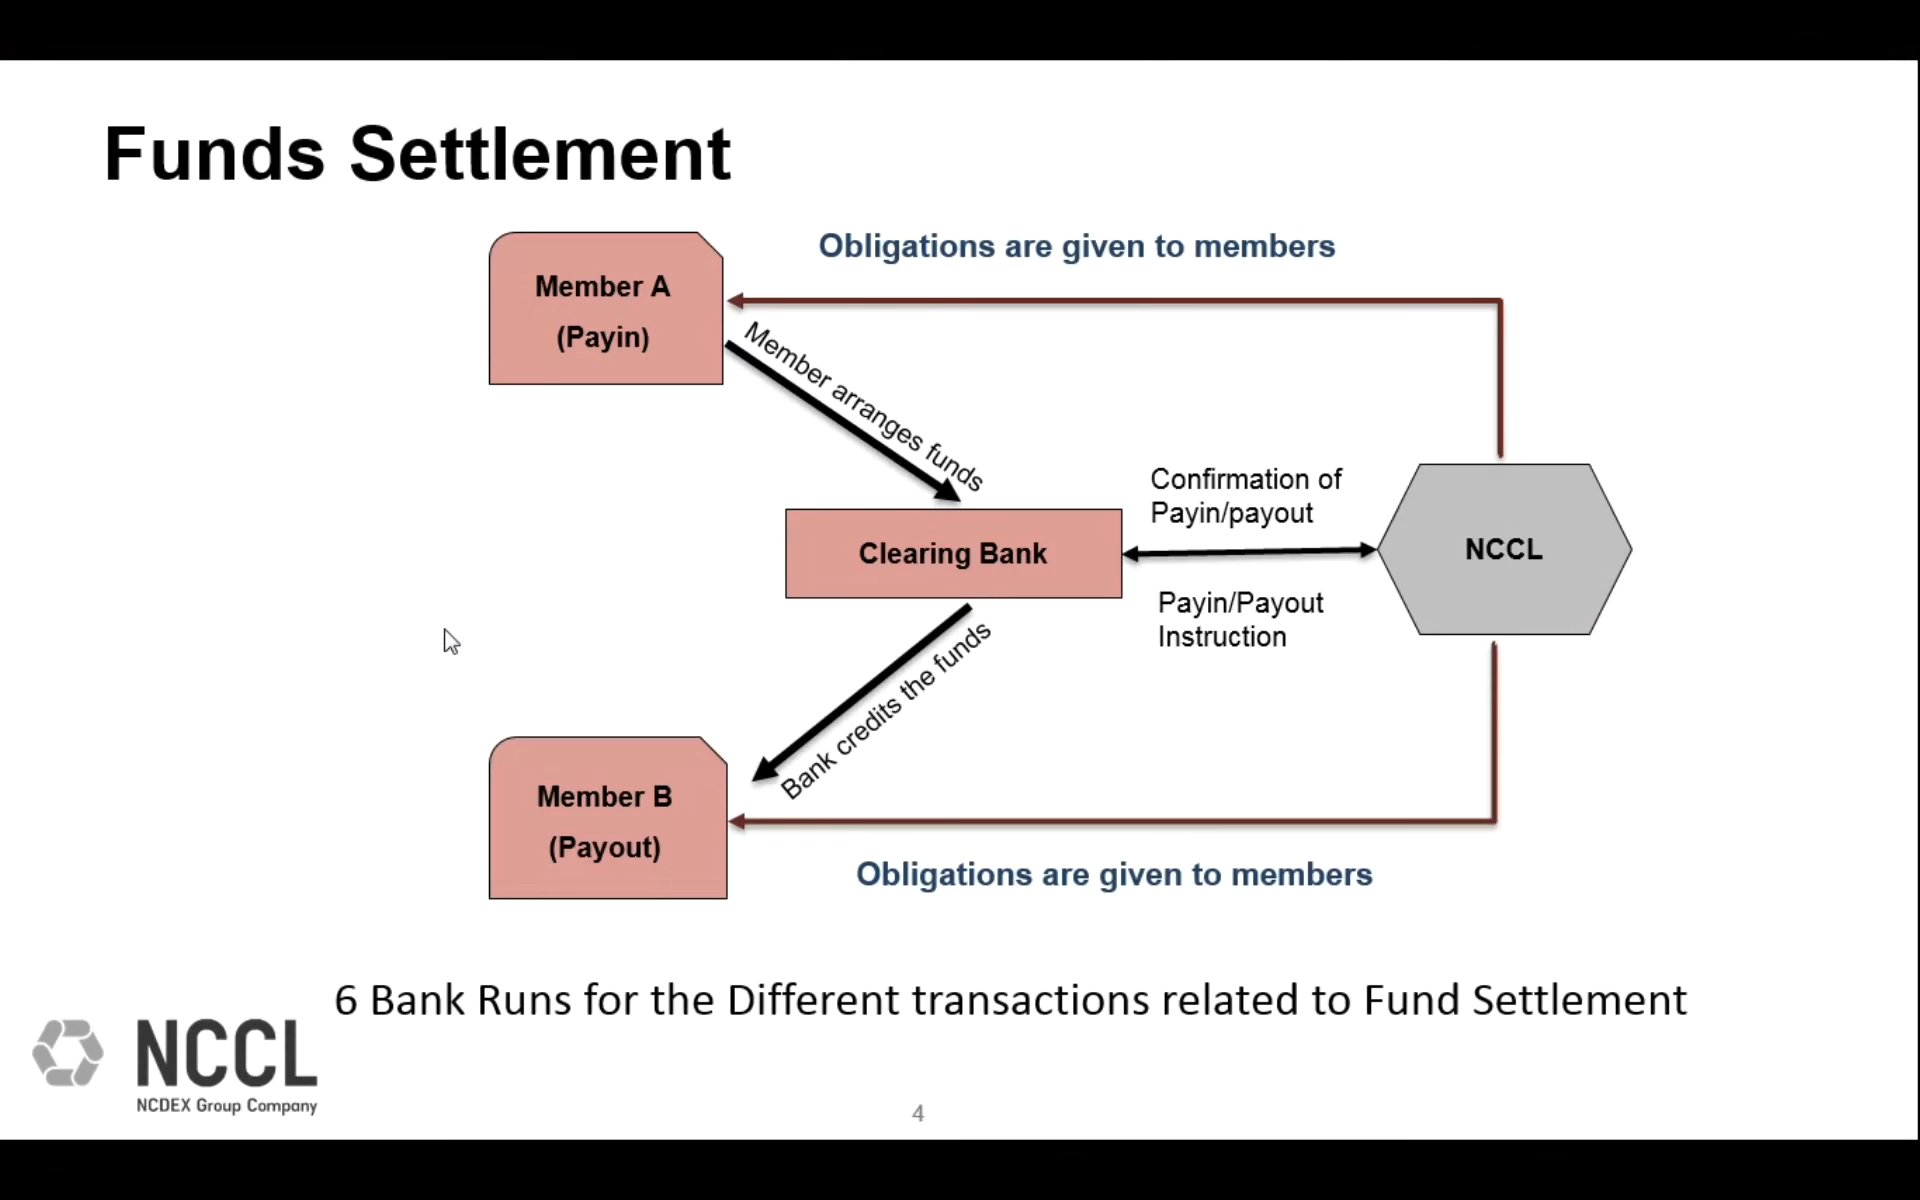 Funds Settlement
Obligations are given to members
Member A
(Payin)
Member arranges funds
Confirmation of
Payin/payout
Clearing Bank
NCCL
Payin/Payout
Instruction
Bank credits the funds
Member B
(Payout)
Obligations are given to members
6 Bank Runs for the Different transactions related to Fund Settlement
NCCL
NCDEX Group Company
4